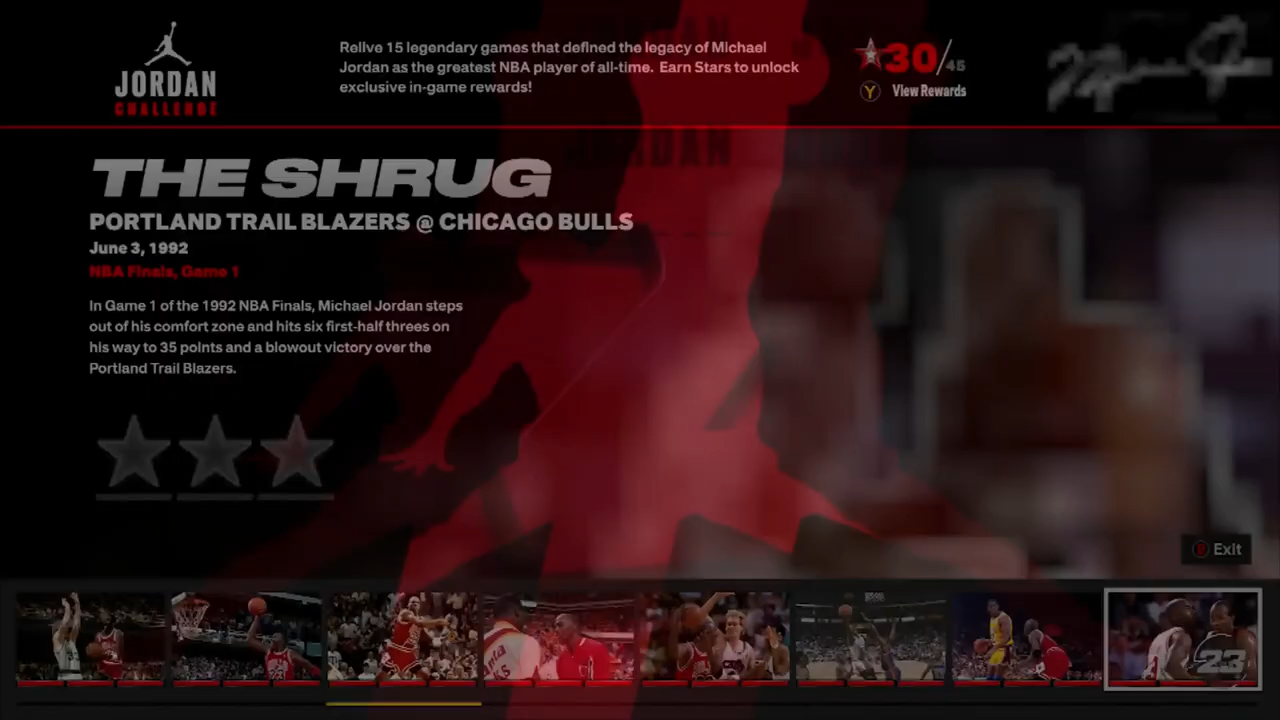 JORDAN
CHALLENGE
Relive 15 legendary games that defined the legacy of Michael
Jordan as the greatest NBA player of all-time. Earn Stars to unlock
exclusive in-game rewards!
30/45
Y View Rewards
JORDAN
THE SHRUG
PORTLAND TRAIL BLAZERS @ CHICAGO BULLS
June 3, 1992
NBA Finals, Game 1
In Game 1 of the 1992 NBA Finals, Michael Jordan steps
out of his comfort zone and hits six first-half threes on
his way to 35 points and a blowout victory over the
Portland Trail Blazers.
B Exit
23